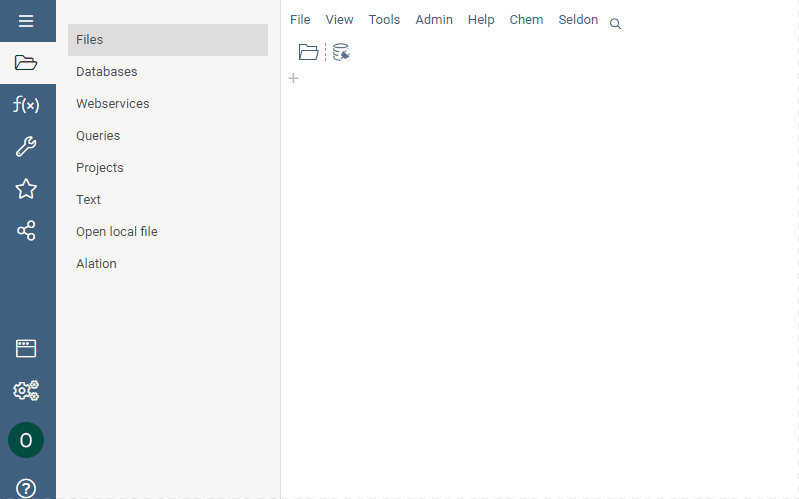 File View Tools Admin Help Chem Seldon
Files
Databases
f(x)
Webservices
Queries
Projects
Text
Open local file
Alation
O